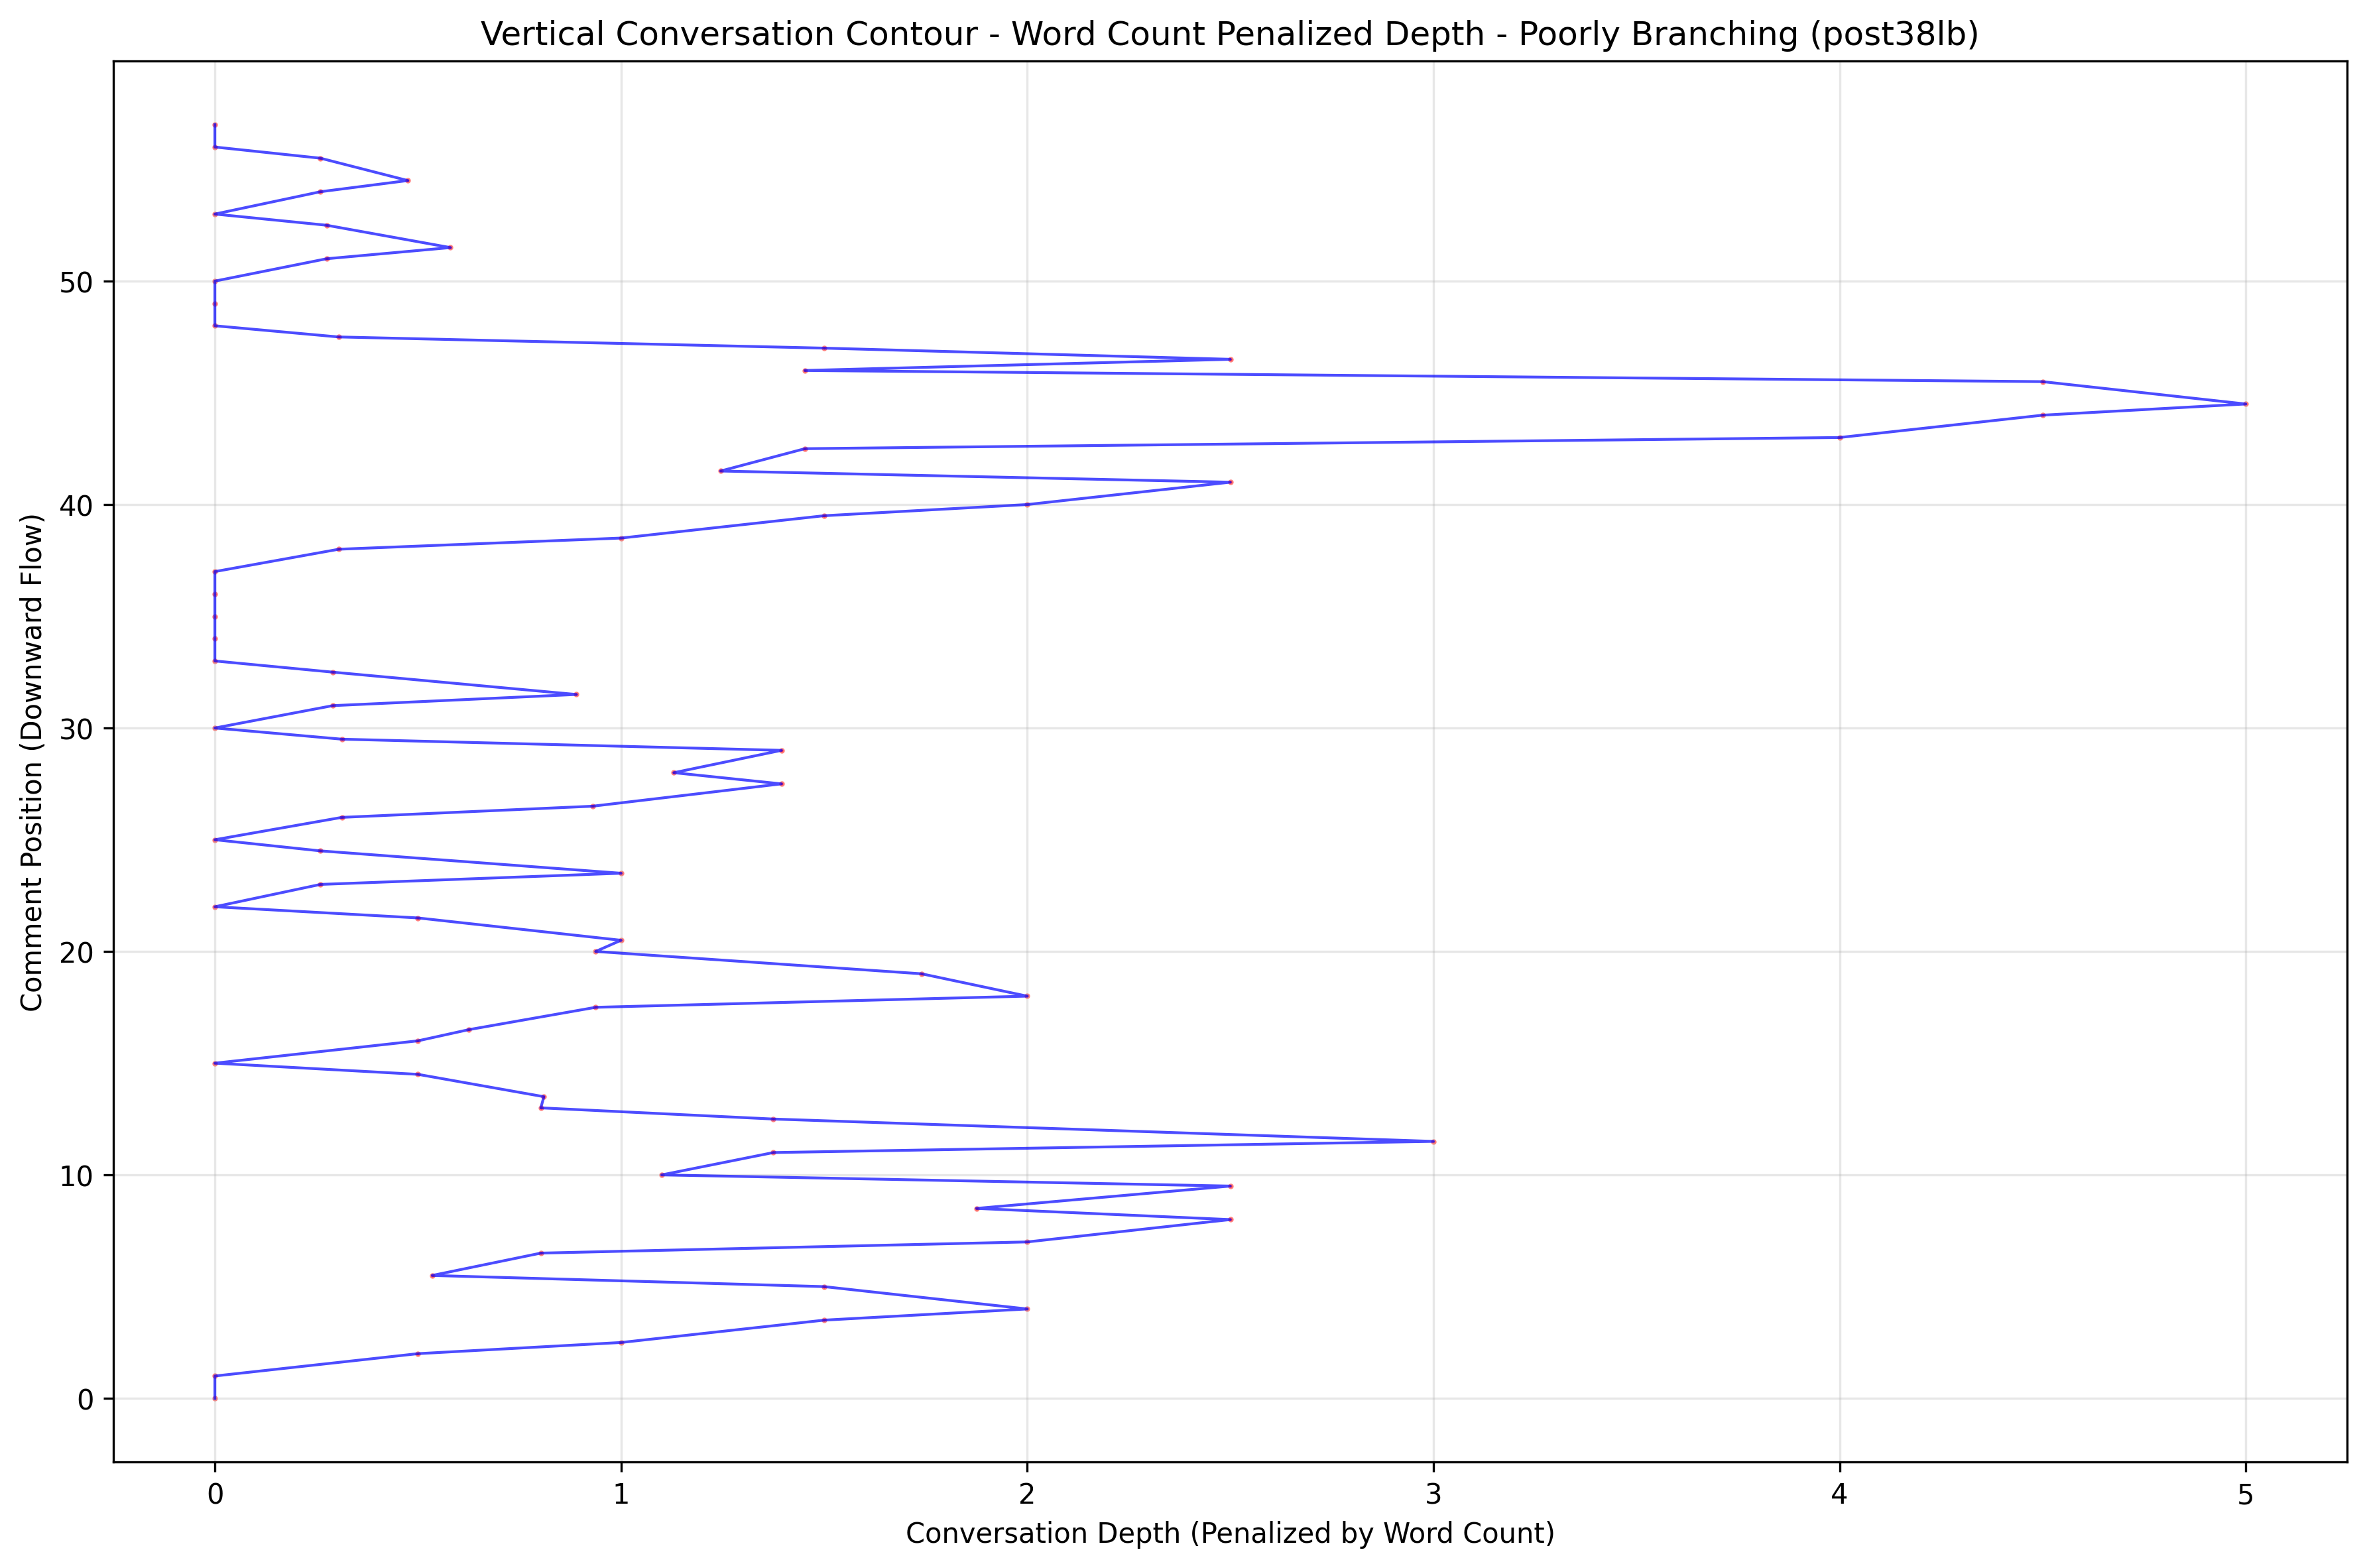 Vertical Conversation Contour - Word Count Penalized Depth - Poorly Branching (post38lb)
Comment Position (Downward Flow)
50
40
30
20
10
0
0 1 2 3 4 5
Conversation Depth (Penalized by Word Count)